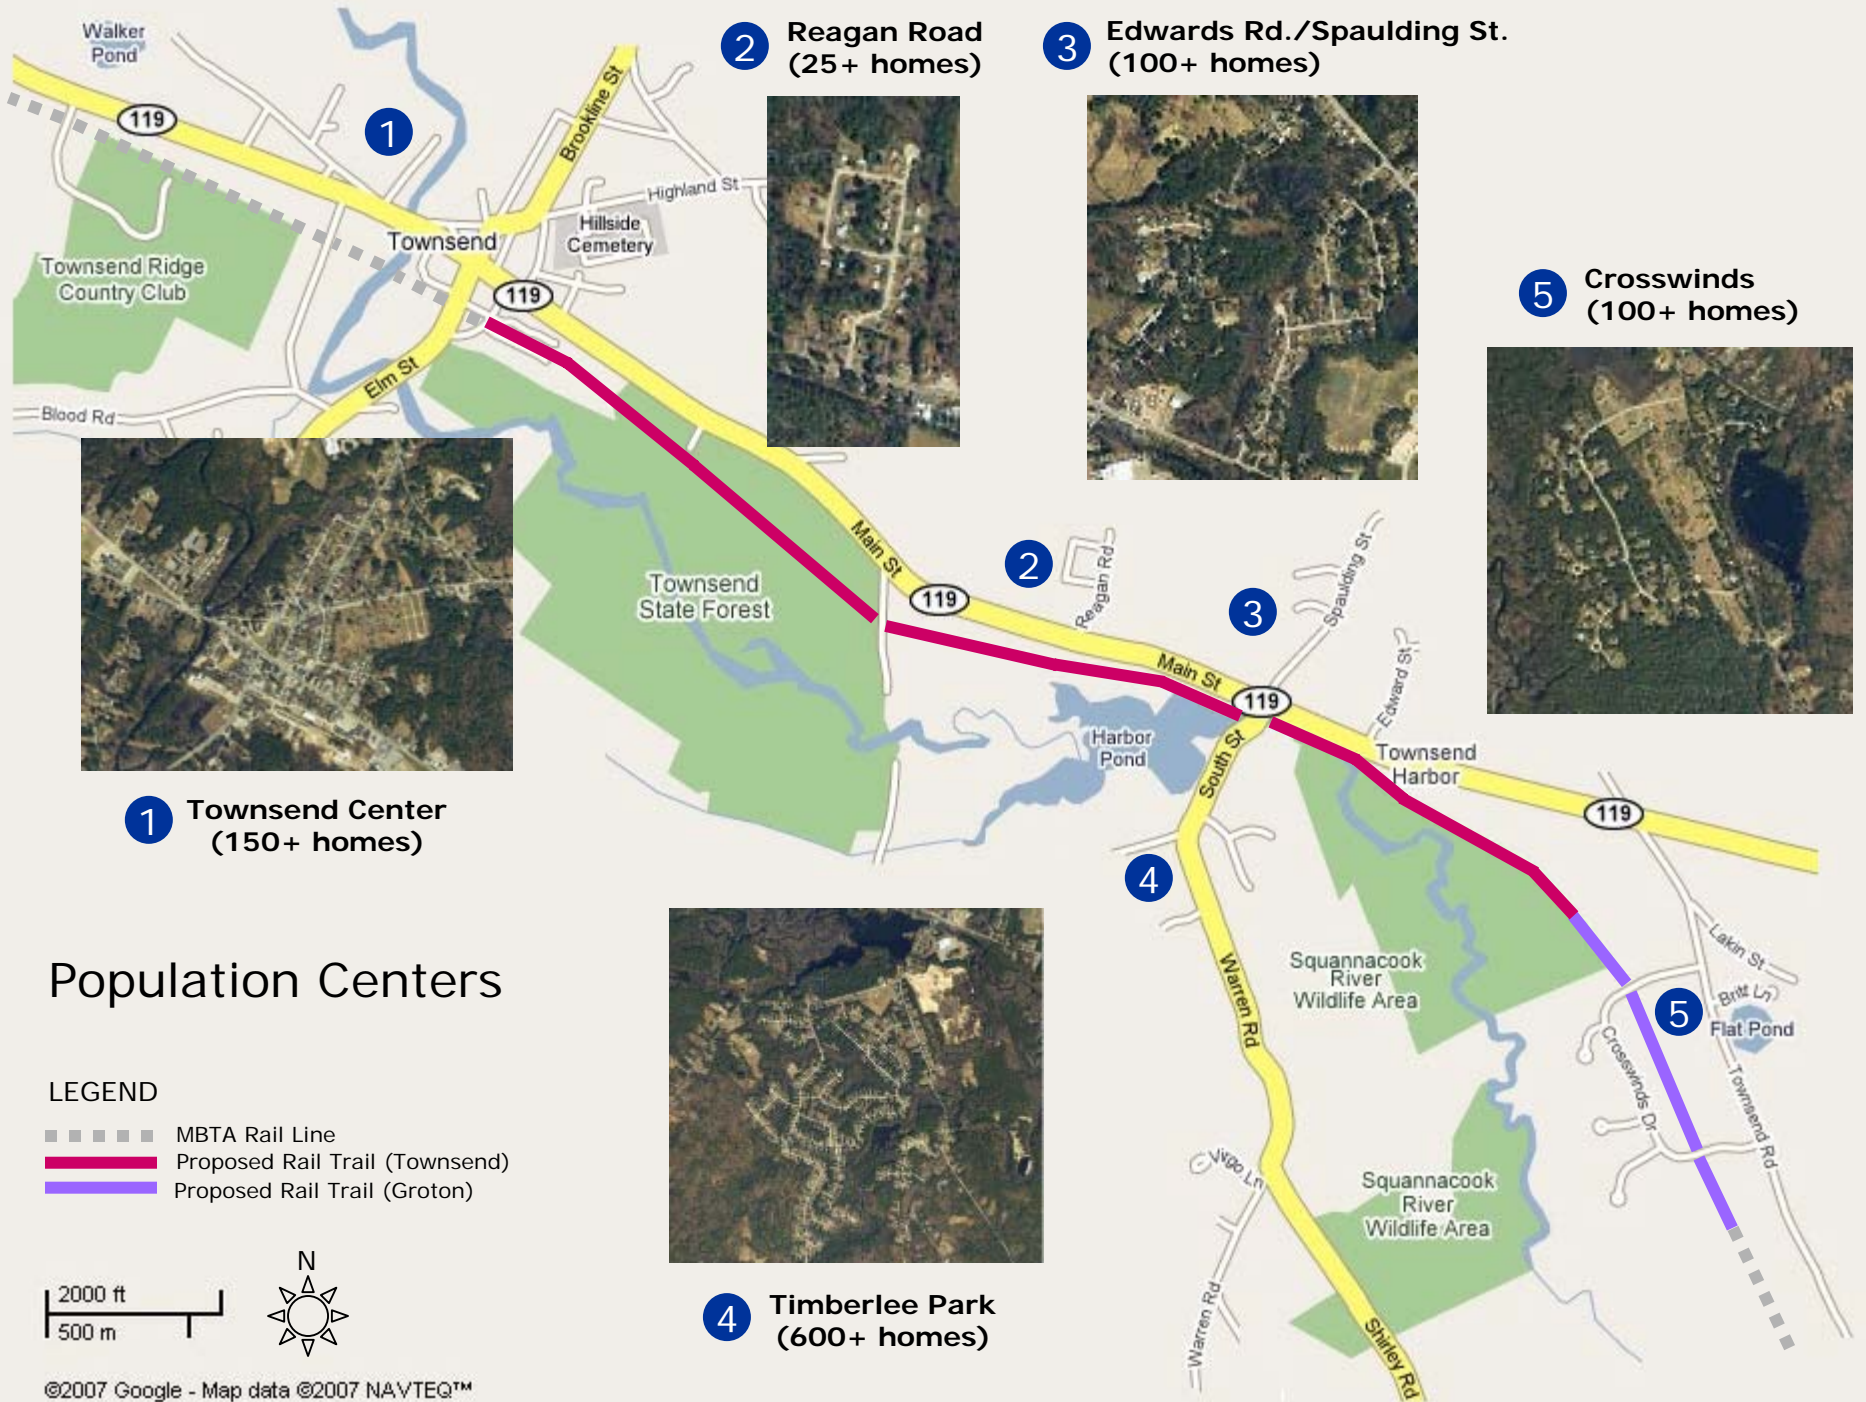 Walker
Pond
2
Reagan Road
(25+ homes)
3
Edwards Rd./Spaulding St.
(100+ homes)
119
1
Brookline St
Highland St
Hillside
Cemetery
Townsend
Townsend Ridge
Country Club
119
5
Crosswinds
(100+ homes)
Elm St
Blood Rd
Main St
Townsend
State Forest
119
2
Reagan Rd
3
Spaulding St
Main St
119
Edward St
Harbor
Pond
South St
Townsend
Harbor
119
1
Townsend Center
(150+ homes)
4
Population Centers
Warren Rd
Squannacook
River
Wildlife Area
Lakin St
Britt Ln
5
Flat Pond
Crosswinds Dr
Townsend Rd
LEGEND
MBTA Rail Line
Proposed Rail Trail (Townsend)
Proposed Rail Trail (Groton)
Virgo Ln
Squannacook
River
Wildlife Area
N
2000 ft
500 m
4
Timberlee Park
(600+ homes)
Warren Rd
Shirley Rd
©2007 Google - Map data ©2007 NAVTEQ™